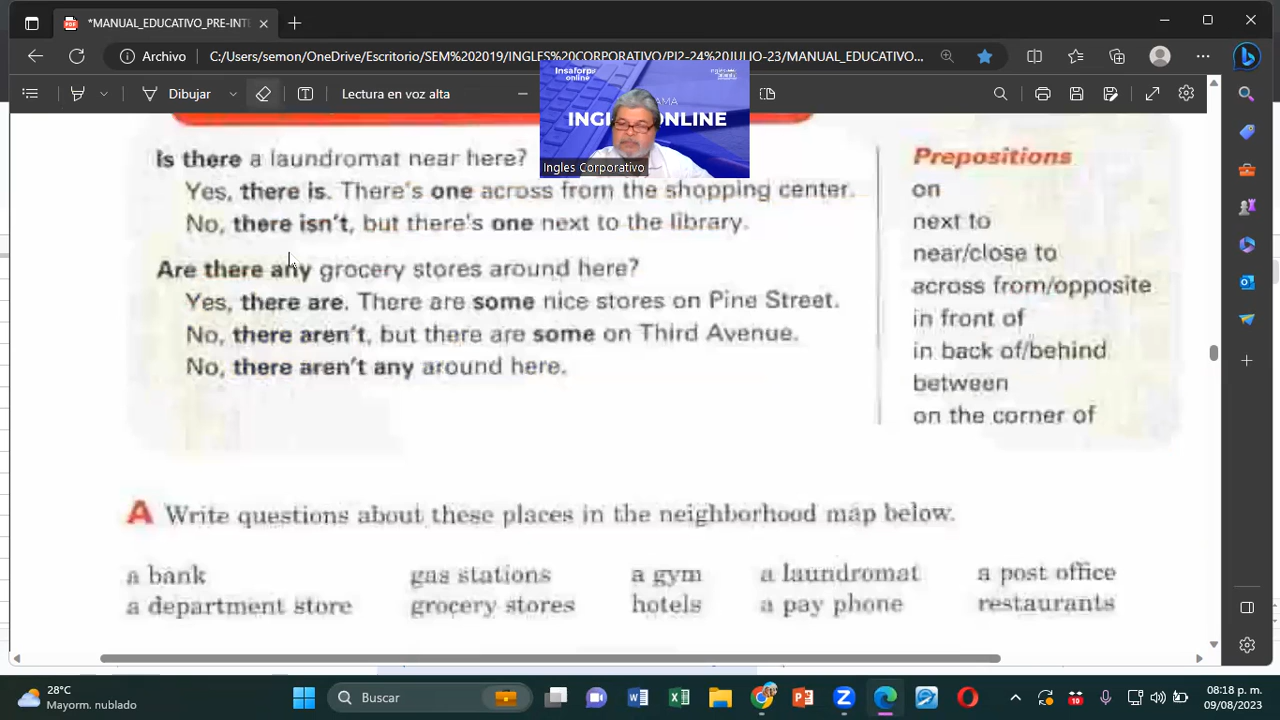 *MANUAL_EDUCATIVO_PRE-INT
Archivo
C:/Users/semon/OneDrive/Escritorio/SEM%202019/INGLES%20CORPORATIVO/PI2-24%20JULIO-23/MANUAL_EDUCATIVO...
Dibujar
Lectura en voz alta
Insaforp
online
AMA
INGL ONLINE
Ingles Corporativo
Is there a laundromat near here?
Yes, there is. There's one across from the shopping center.
No, there isn't, but there's one next to the library.
Are there any grocery stores around here?
Yes, there are. There are some nice stores on Pine Street.
No, there aren't, but there are some on Third Avenue.
No, there aren't any around here.
Prepositions
on
next to
near/close to
across from/opposite
in front of
in back of/behind
between
on the corner of
A Write questions about these places in the neighborhood map below.
a bank gas stations a gym a laundromat a post office
a department store grocery stores hotels a pay phone restaurants
28°C
Mayorm. nublado
Buscar
10
08:18 p. m.
09/08/2023